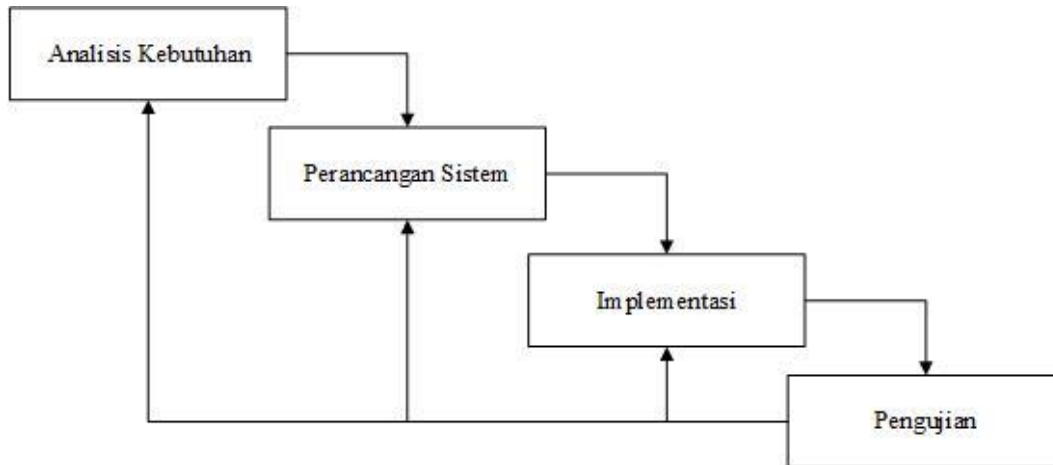 Analisis Kebutuhan
Perancangan Sistem
Implementasi
Pengujian